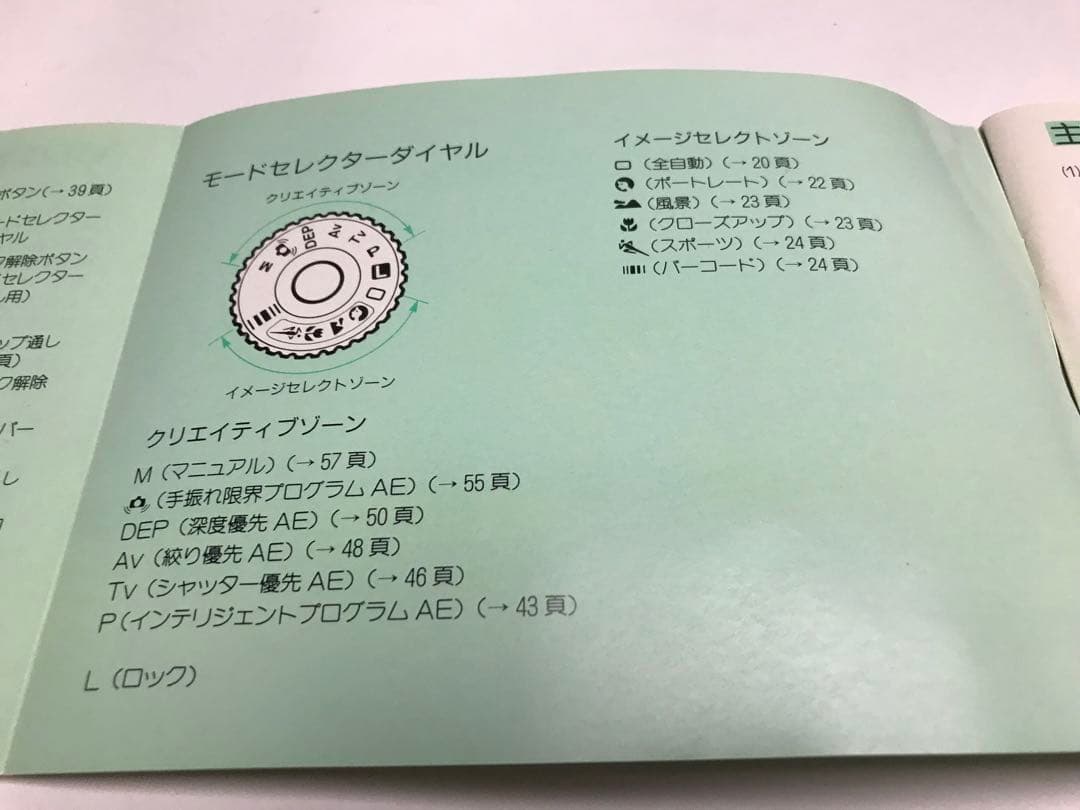 ボタン(→39頁)
ードセレクター
ヤル
ク解除ボタン
セレクター
し用)
ップ通し
頁)
ク解除
バー
し
モードセレクターダイヤル
クリエイティブゾーン
M
DEP
Av
Tv
P
L
イメージセレクトゾーン
クリエイティブゾーン
M(マニュアル)(→57頁)
(手振れ限界プログラムAE)(→55頁)
DEP(深度優先AE)(→50頁)
Av(絞り優先AE)(→48頁)
Tv(シャッター優先AE)(→46頁)
P(インテリジェントプログラムAE)(→43頁)
L(ロック)
イメージセレクトゾーン
(全自動)(→20頁)
(ポートレート)(→22頁)
(風景)(→23頁)
(クローズアップ)(→23頁)
(スポーツ)(→24頁)
(バーコード)(→24頁)
主
(1)